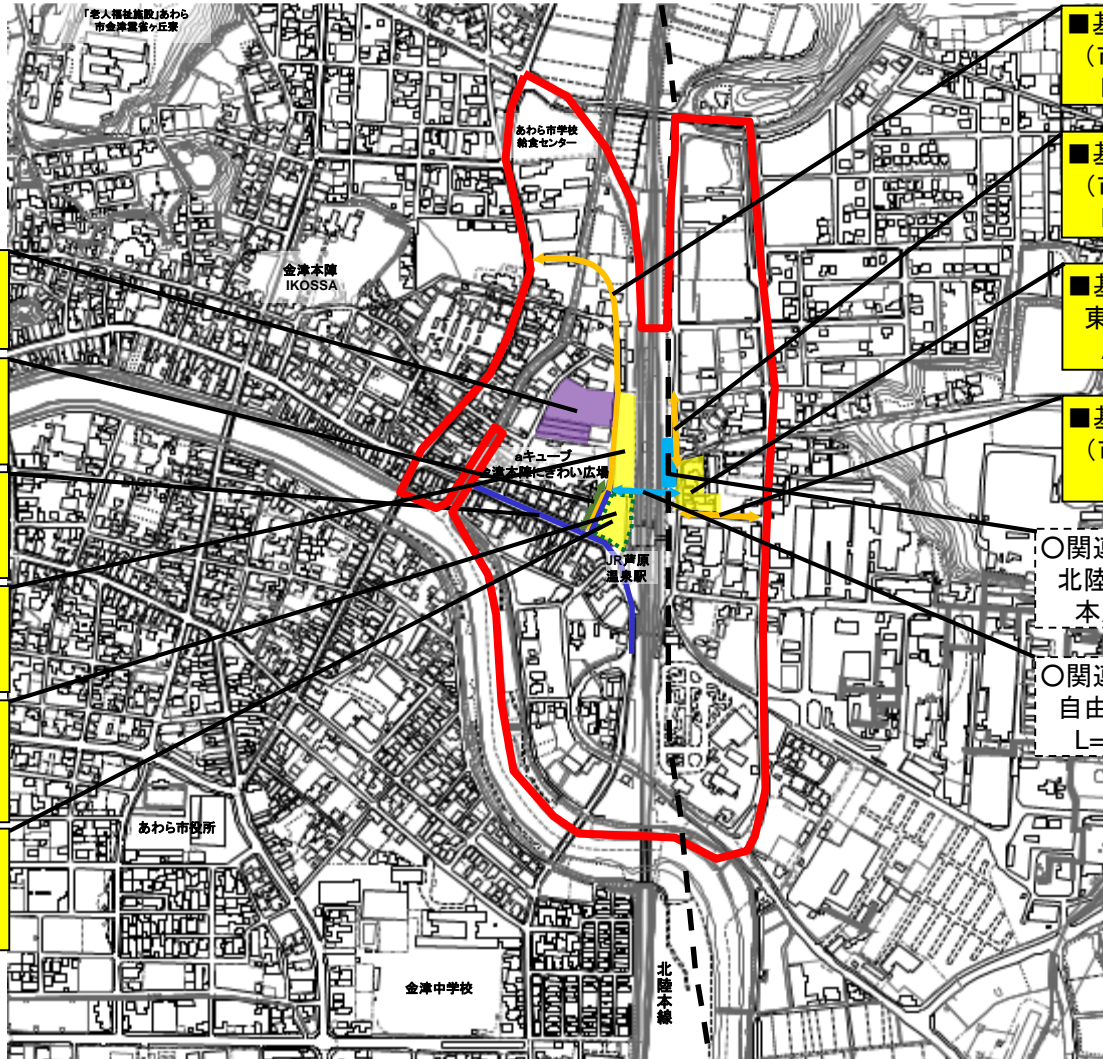 「老人福祉施設」あわら
市金津雲雀ヶ丘寮
あわら市学校
給食センター
金津本陣
IKOSSA
aキューブ
金津本陣にぎわい広場
JR芦原
温泉駅
あわら市役所
金津中学校
北陸本線
■基
(市
■基
(市
■基
東
■基
(市
○関連
北陸
本
○関連
自由
L=